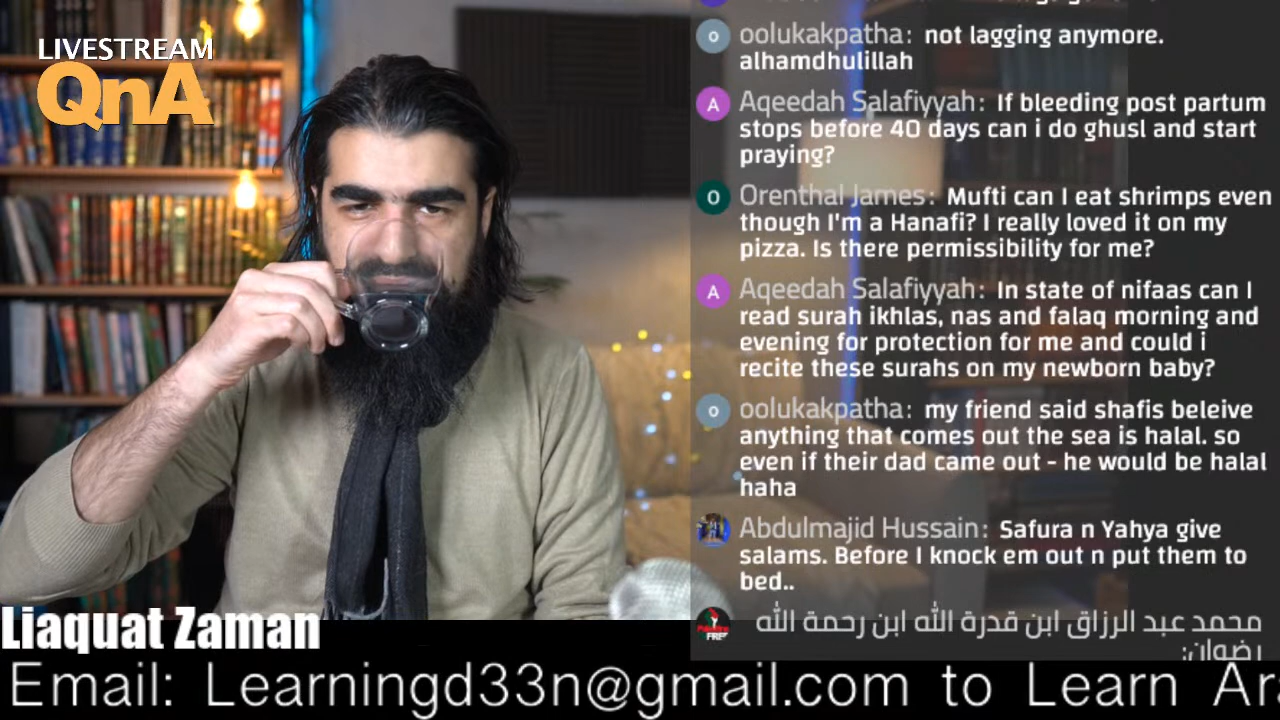 LIVESTREAM
QnA
oolukakpatha: not lagging anymore.
alhamdhulillah
Aqeedah Salafiyyah: If bleeding post partum
stops before 40 days can i do ghusl and start
praying?
Orenthal James: Mufti can I eat shrimps even
though I'm a Hanafi? I really loved it on my
pizza. Is there permissibility for me?
Aqeedah Salafiyyah: In state of nifaas can I
read surah ikhlas, nas and falaq morning and
evening for protection for me and could i
recite these surahs on my newborn baby?
oolukakpatha: my friend said shafis beleive
anything that comes out the sea is halal. so
even if their dad came out - he would be halal
haha
Abdulmajid Hussain: Safura n Yahya give
salams. Before I knock em out n put them to
bed..
محمد عبد الرزاق ابن قدرة الله ابن رحمة الله
رضوان:
Liaquat Zaman
Email: Learningd33n@gmail.com to Learn